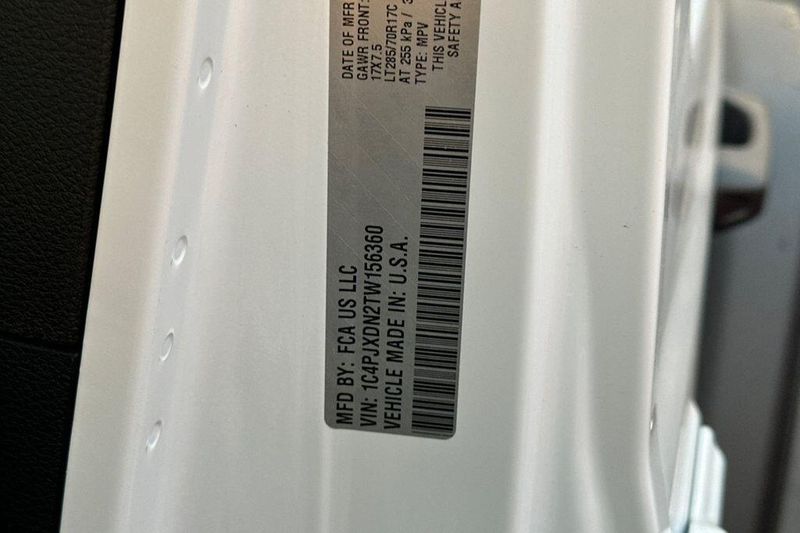 MFD BY: FCA US LLC
VIN: 1C4PJXDN2TW156360
VEHICLE MADE IN: U.S.A.
DATE OF MFR
GAWR FRONT:
17X7.5
LT285/70R17C
AT 255 kPa / 3
TYPE: MPV
THIS VEHICL
SAFETY A